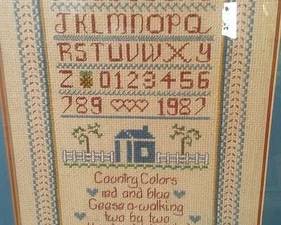 JKLMNOPQ
RSTUVWXY
Z 0123456
789 1987
Country Colors
red and blue
Geese a-walking
two by two